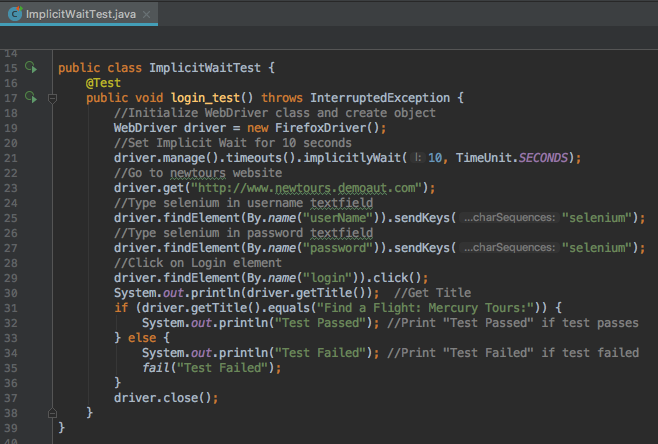 ImplicitWaitTest.java
14
15 public class ImplicitWaitTest {
16     @Test
17     public void login_test() throws InterruptedException {
18         //Initialize WebDriver class and create object
19         WebDriver driver = new FirefoxDriver();
20         //Set Implicit Wait for 10 seconds
21         driver.manage().timeouts().implicitlyWait( l: 10, TimeUnit.SECONDS);
22         //Go to newtours website
23         driver.get("http://www.newtours.demoaut.com");
24         //Type selenium in username textfield
25         driver.findElement(By.name("userName")).sendKeys( ...charSequences: "selenium");
26         //Type selenium in password textfield
27         driver.findElement(By.name("password")).sendKeys( ...charSequences: "selenium");
28         //Click on Login element
29         driver.findElement(By.name("login")).click();
30         System.out.println(driver.getTitle());  //Get Title
31         if (driver.getTitle().equals("Find a Flight: Mercury Tours:")) {
32             System.out.println("Test Passed"); //Print "Test Passed" if test passes
33         } else {
34             System.out.println("Test Failed"); //Print "Test Failed" if test failed
35             fail("Test Failed");
36         }
37         driver.close();
38     }
39 }
40